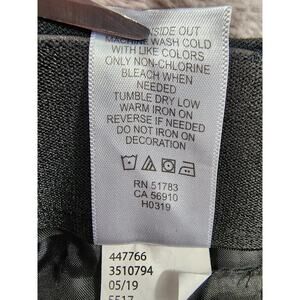 INSIDE OUT
MACHINE WASH COLD
WITH LIKE COLORS
ONLY NON-CHLORINE
BLEACH WHEN
NEEDED
TUMBLE DRY LOW
WARM IRON ON
REVERSE IF NEEDED
DO NOT IRON ON
DECORATION
RN 51783
CA 56910
H0319
447766
3510794
05/19
5517